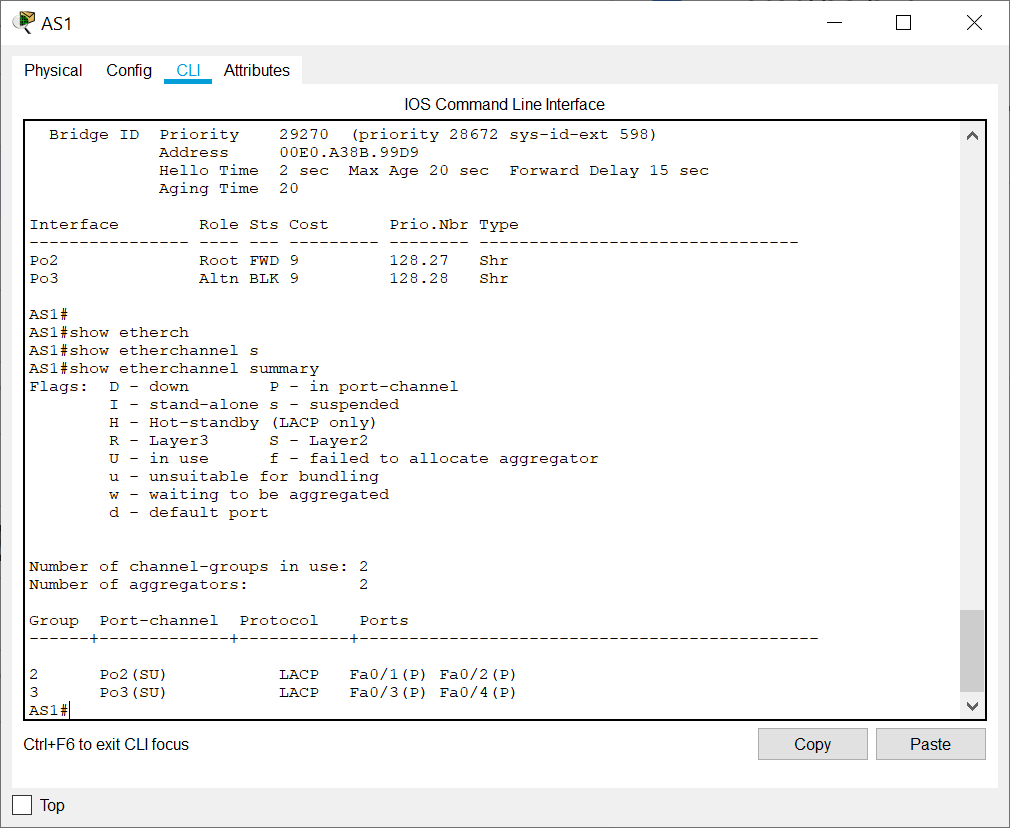 AS1
Physical Config CLI Attributes
IOS Command Line Interface
Bridge ID  Priority    29270  (priority 28672 sys-id-ext 598)
Address     00E0.A38B.99D9
Hello Time  2 sec  Max Age 20 sec  Forward Delay 15 sec
Aging Time  20
Interface        Role Sts Cost      Prio.Nbr Type
---------------- ---- --- --------- -------- --------------------------------
Po2              Root FWD 9         128.27   Shr
Po3              Altn BLK 9         128.28   Shr
AS1#
AS1#show etherch
AS1#show etherchannel s
AS1#show etherchannel summary
Flags:  D - down        P - in port-channel
I - stand-alone s - suspended
H - Hot-standby (LACP only)
R - Layer3      S - Layer2
U - in use      f - failed to allocate aggregator
u - unsuitable for bundling
w - waiting to be aggregated
d - default port
Number of channel-groups in use: 2
Number of aggregators:           2
Group  Port-channel  Protocol    Ports
------+-------------+-----------+----------------------------------------------
2      Po2(SU)           LACP   Fa0/1(P) Fa0/2(P)
3      Po3(SU)           LACP   Fa0/3(P) Fa0/4(P)
AS1#
Ctrl+F6 to exit CLI focus
Copy
Paste
Top